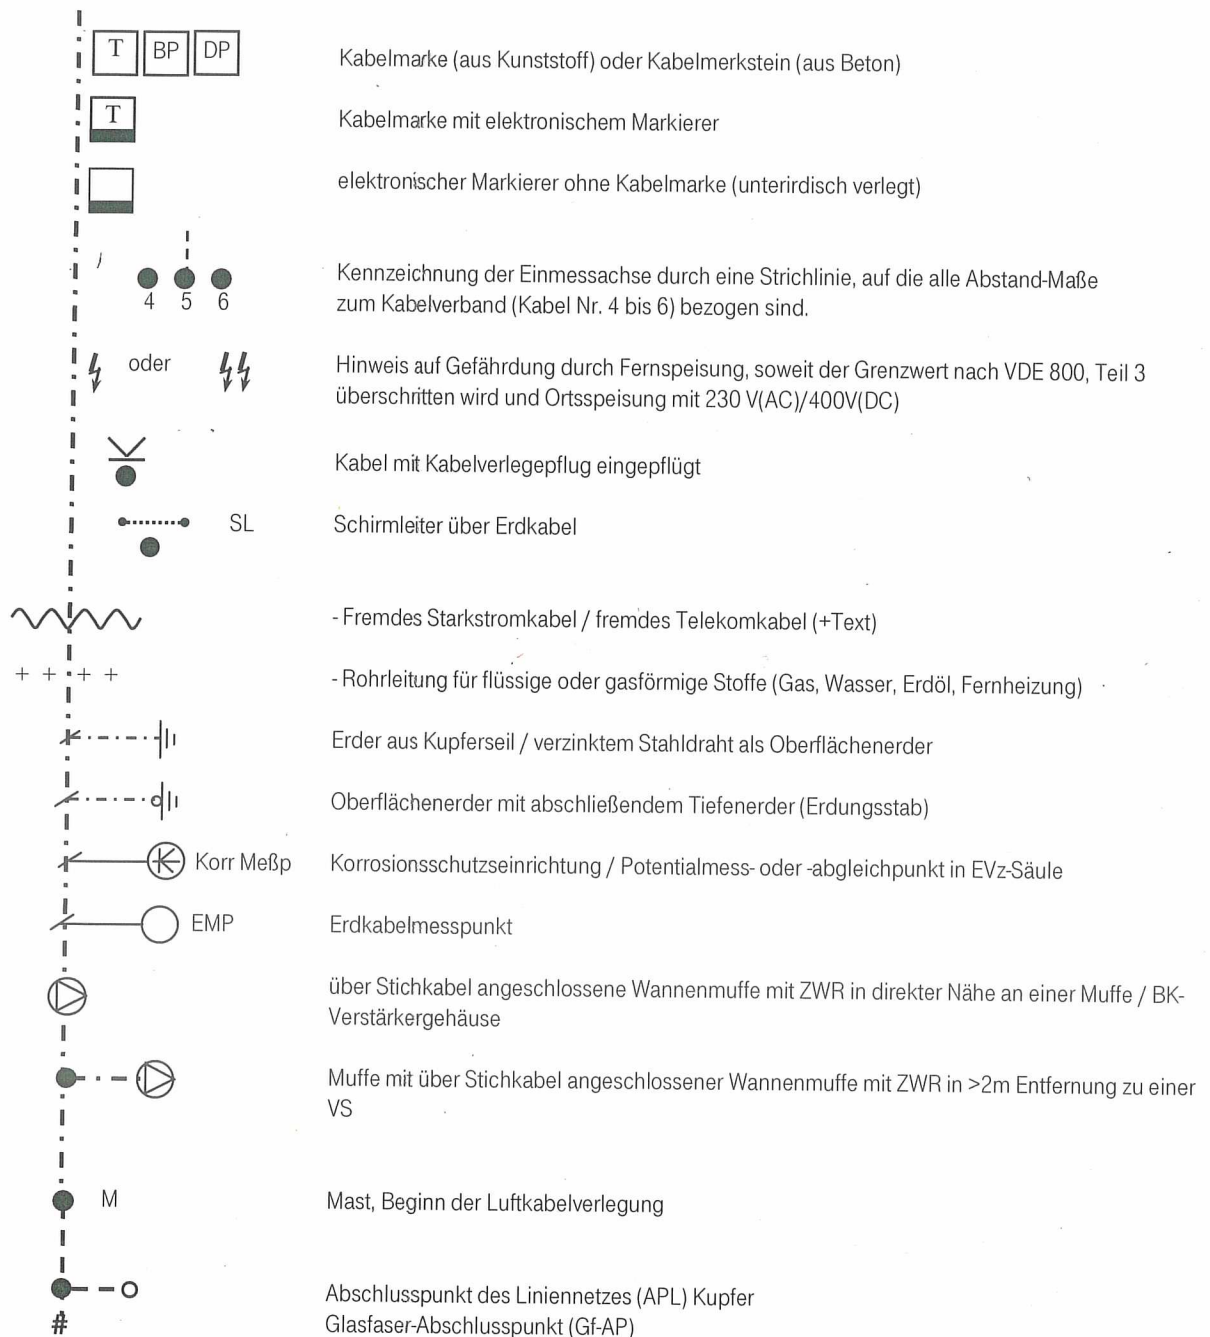 T BP DP Kabelmarke (aus Kunststoff) oder Kabelmerkstein (aus Beton)
T Kabelmarke mit elektronischem Markierer
elektronischer Markierer ohne Kabelmarke (unterirdisch verlegt)
Kennzeichnung der Einmessachse durch eine Strichlinie, auf die alle Abstand-Maße
4 5 6 zum Kabelverband (Kabel Nr. 4 bis 6) bezogen sind.
oder Hinweis auf Gefährdung durch Fernspeisung, soweit der Grenzwert nach VDE 800, Teil 3
überschritten wird und Ortsspeisung mit 230 V(AC)/400V(DC)
Kabel mit Kabelverlegepflug eingepflügt
SL Schirmleiter über Erdkabel
- Fremdes Starkstromkabel / fremdes Telekomkabel (+Text)
+ + + + - Rohrleitung für flüssige oder gasförmige Stoffe (Gas, Wasser, Erdöl, Fernheizung)
Erder aus Kupferseil / verzinktem Stahldraht als Oberflächenerder
Oberflächenerder mit abschließendem Tiefenerder (Erdungsstab)
Korr Meßp Korrosionsschutzseinrichtung / Potentialmess- oder -abgleichpunkt in EVz-Säule
EMP Erdkabelmesspunkt
über Stichkabel angeschlossene Wannenmuffe mit ZWR in direkter Nähe an einer Muffe / BK-
Verstärkergehäuse
Muffe mit über Stichkabel angeschlossener Wannenmuffe mit ZWR in >2m Entfernung zu einer
VS
M Mast, Beginn der Luftkabelverlegung
Abschlusspunkt des Liniennetzes (APL) Kupfer
# Glasfaser-Abschlusspunkt (Gf-AP)